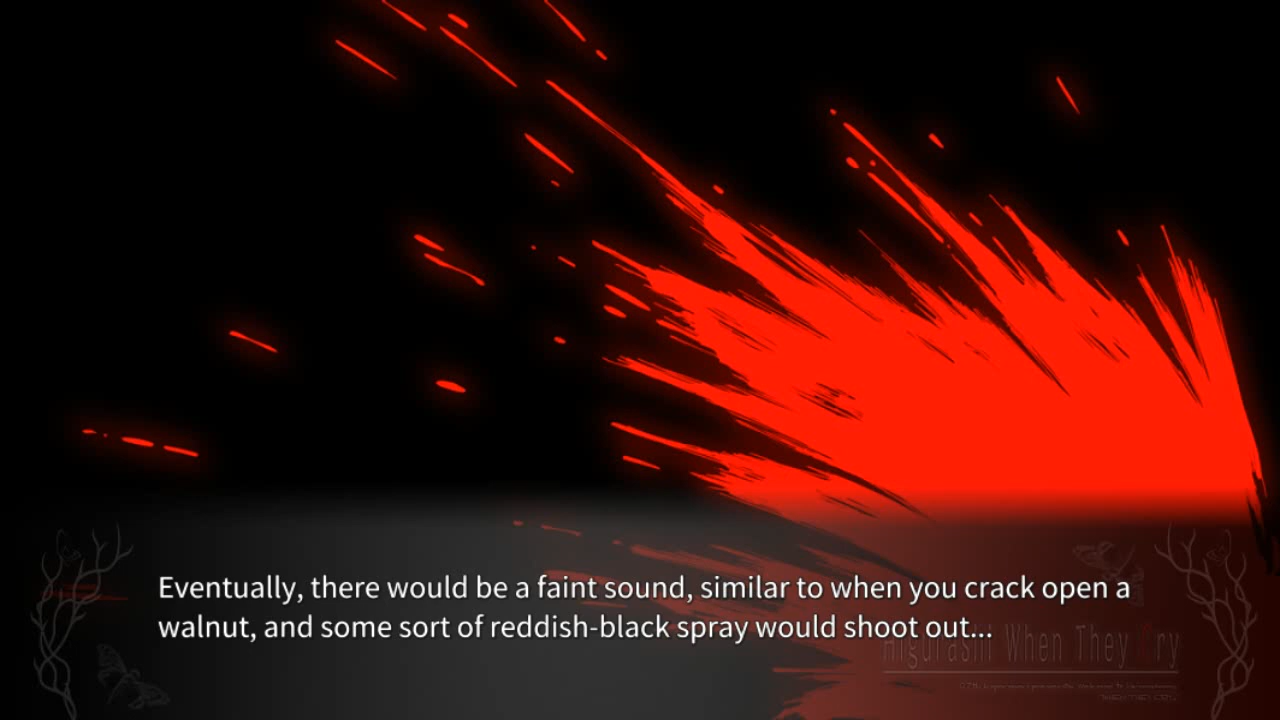 Eventually, there would be a faint sound, similar to when you crack open a
walnut, and some sort of reddish-black spray would shoot out...
Higurashi When They Cry